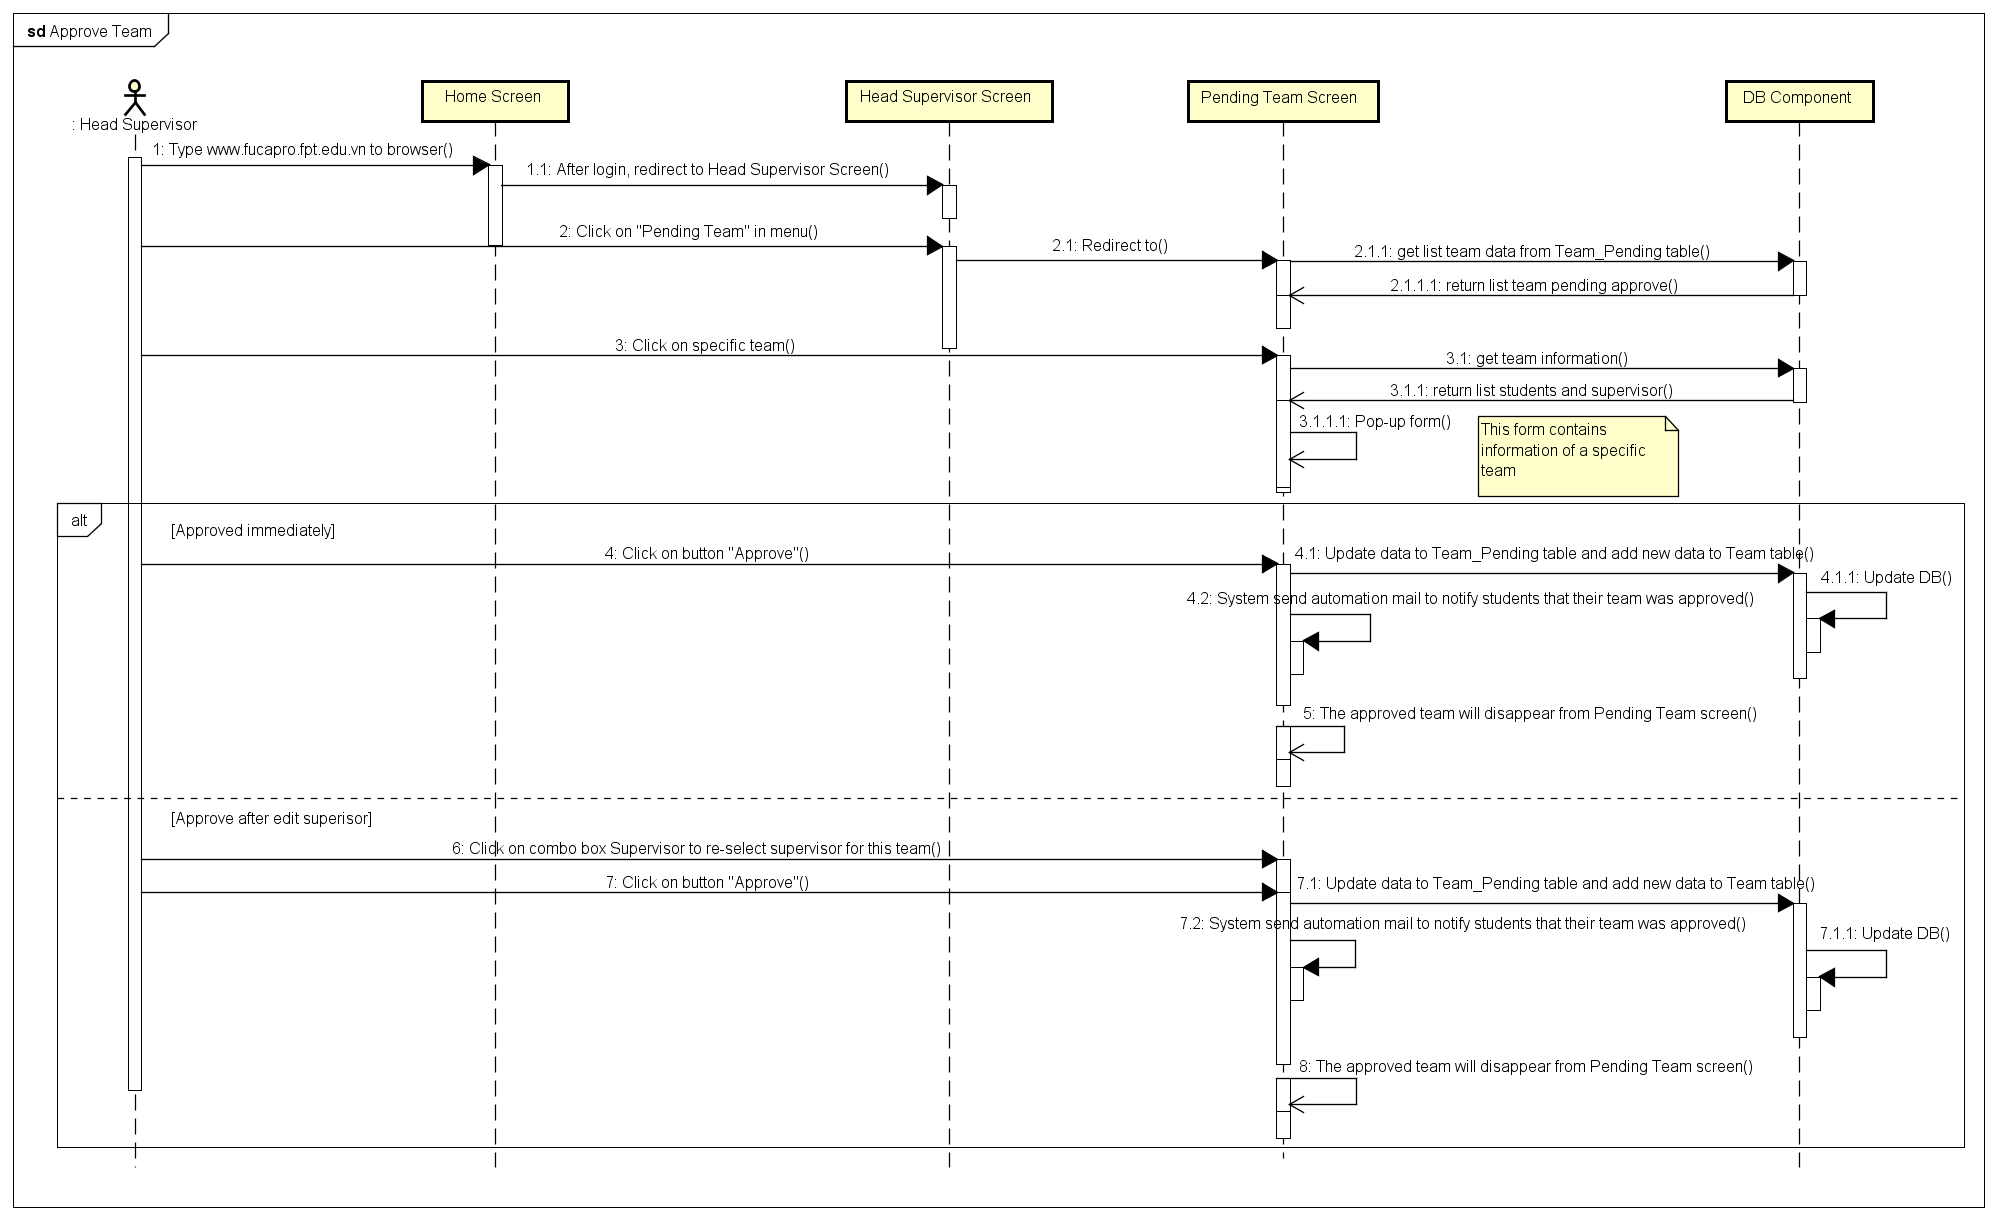 sd Approve Team
: Head Supervisor
Home Screen
Head Supervisor Screen
Pending Team Screen
DB Component
1: Type www.fucapro.fpt.edu.vn to browser()
1.1: After login, redirect to Head Supervisor Screen()
2: Click on "Pending Team" in menu()
2.1: Redirect to()
2.1.1: get list team data from Team_Pending table()
2.1.1.1: return list team pending approve()
3: Click on specific team()
3.1: get team information()
3.1.1: return list students and supervisor()
3.1.1.1: Pop-up form()
This form contains
information of a specific
team
alt
[Approved immediately]
4: Click on button "Approve"()
4.1: Update data to Team_Pending table and add new data to Team table()
4.1.1: Update DB()
4.2: System send automation mail to notify students that their team was approved()
5: The approved team will disappear from Pending Team screen()
[Approve after edit superisor]
6: Click on combo box Supervisor to re-select supervisor for this team()
7: Click on button "Approve"()
7.1: Update data to Team_Pending table and add new data to Team table()
7.2: System send automation mail to notify students that their team was approved()
7.1.1: Update DB()
8: The approved team will disappear from Pending Team screen()